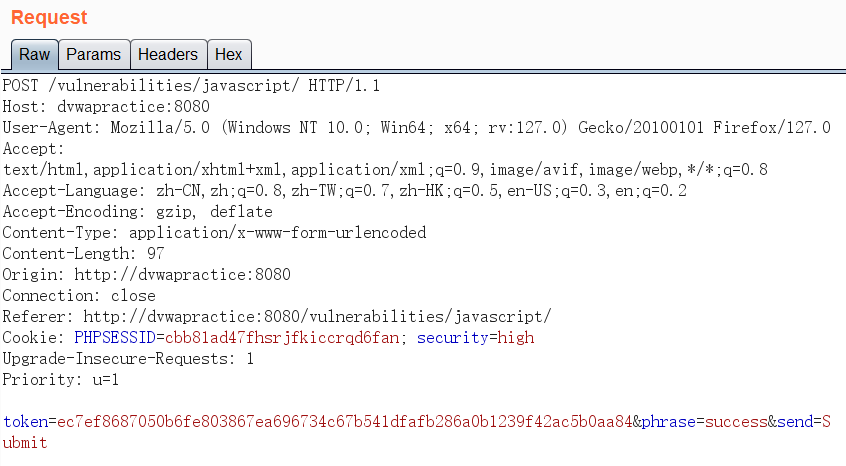 Request
Raw Params Headers Hex
POST /vulnerabilities/javascript/ HTTP/1.1
Host: dvwapractice:8080
User-Agent: Mozilla/5.0 (Windows NT 10.0; Win64; x64; rv:127.0) Gecko/20100101 Firefox/127.0
Accept:
text/html,application/xhtml+xml,application/xml;q=0.9,image/avif,image/webp,*/*;q=0.8
Accept-Language: zh-CN,zh;q=0.8,zh-TW;q=0.7,zh-HK;q=0.5,en-US;q=0.3,en;q=0.2
Accept-Encoding: gzip, deflate
Content-Type: application/x-www-form-urlencoded
Content-Length: 97
Origin: http://dvwapractice:8080
Connection: close
Referer: http://dvwapractice:8080/vulnerabilities/javascript/
Cookie: PHPSESSID=cbb81ad47fhsrjfkiccrqd6fan; security=high
Upgrade-Insecure-Requests: 1
Priority: u=1
token=ec7ef8687050b6fe803867ea696734c67b541dfafb286a0b1239f42ac5b0aa84&phrase=success&send=S
ubmit